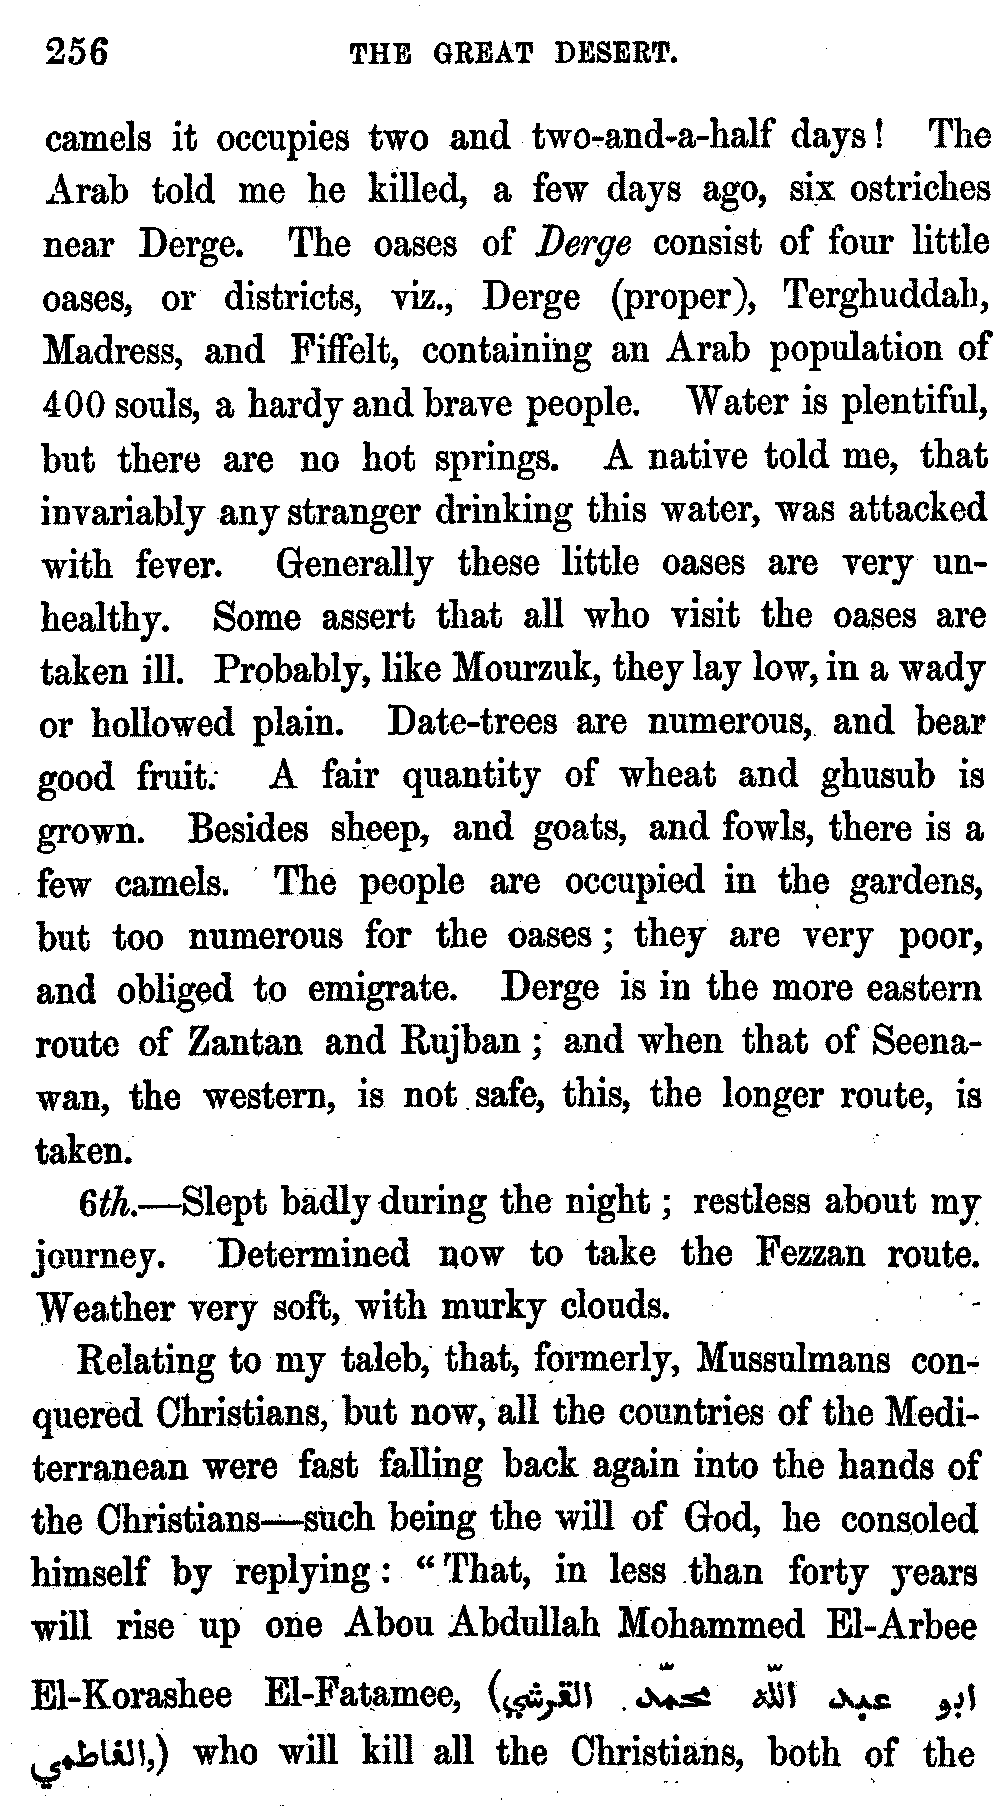 256 THE GREAT DESERT.
camels it occupies two and two-and-a-half days! The
Arab told me he killed, a few days ago, six ostriches
near Derge. The oases of Derge consist of four little
oases, or districts, viz., Derge (proper), Terghuddah,
Madress, and Fiffelt, containing an Arab population of
400 souls, a hardy and brave people. Water is plentiful,
but there are no hot springs. A native told me, that
invariably any stranger drinking this water, was attacked
with fever. Generally these little oases are very un-
healthy. Some assert that all who visit the oases are
taken ill. Probably, like Mourzuk, they lay low, in a wady
or hollowed plain. Date-trees are numerous, and bear
good fruit. A fair quantity of wheat and ghusub is
grown. Besides sheep, and goats, and fowls, there is a
few camels. The people are occupied in the gardens,
but too numerous for the oases; they are very poor,
and obliged to emigrate. Derge is in the more eastern
route of Zantan and Rujban; and when that of Seena-
wan, the western, is not safe, this, the longer route, is
taken.
6th.—Slept badly during the night; restless about my
journey. Determined now to take the Fezzan route.
Weather very soft, with murky clouds.
Relating to my taleb, that, formerly, Mussulmans con-
quered Christians, but now, all the countries of the Medi-
terranean were fast falling back again into the hands of
the Christians—such being the will of God, he consoled
himself by replying: "That, in less than forty years
will rise up one Abou Abdullah Mohammed El-Arbee
El-Korashee El-Fatamee, (ابو عبد اللّه محمّد القرشي
الفاطمي,) who will kill all the Christians, both of the